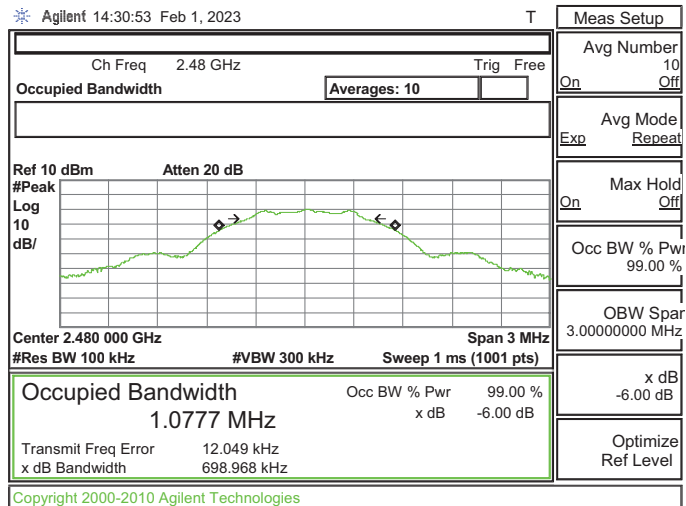 Agilent 14:30:53 Feb 1, 2023 T
Ch Freq 2.48 GHz Trig Free
Occupied Bandwidth Averages: 10
Ref 10 dBm Atten 20 dB
#Peak
Log
10
dB/
Center 2.480 000 GHz Span 3 MHz
#Res BW 100 kHz #VBW 300 kHz Sweep 1 ms (1001 pts)
Occupied Bandwidth
1.0777 MHz
Occ BW % Pwr 99.00 %
x dB -6.00 dB
Transmit Freq Error 12.049 kHz
x dB Bandwidth 698.968 kHz
Meas Setup
Avg Number
10
On Off
Avg Mode
Exp Repeat
Max Hold
On Off
Occ BW % Pwr
99.00 %
OBW Span
3.00000000 MHz
x dB
-6.00 dB
Optimize
Ref Level
Copyright 2000-2010 Agilent Technologies